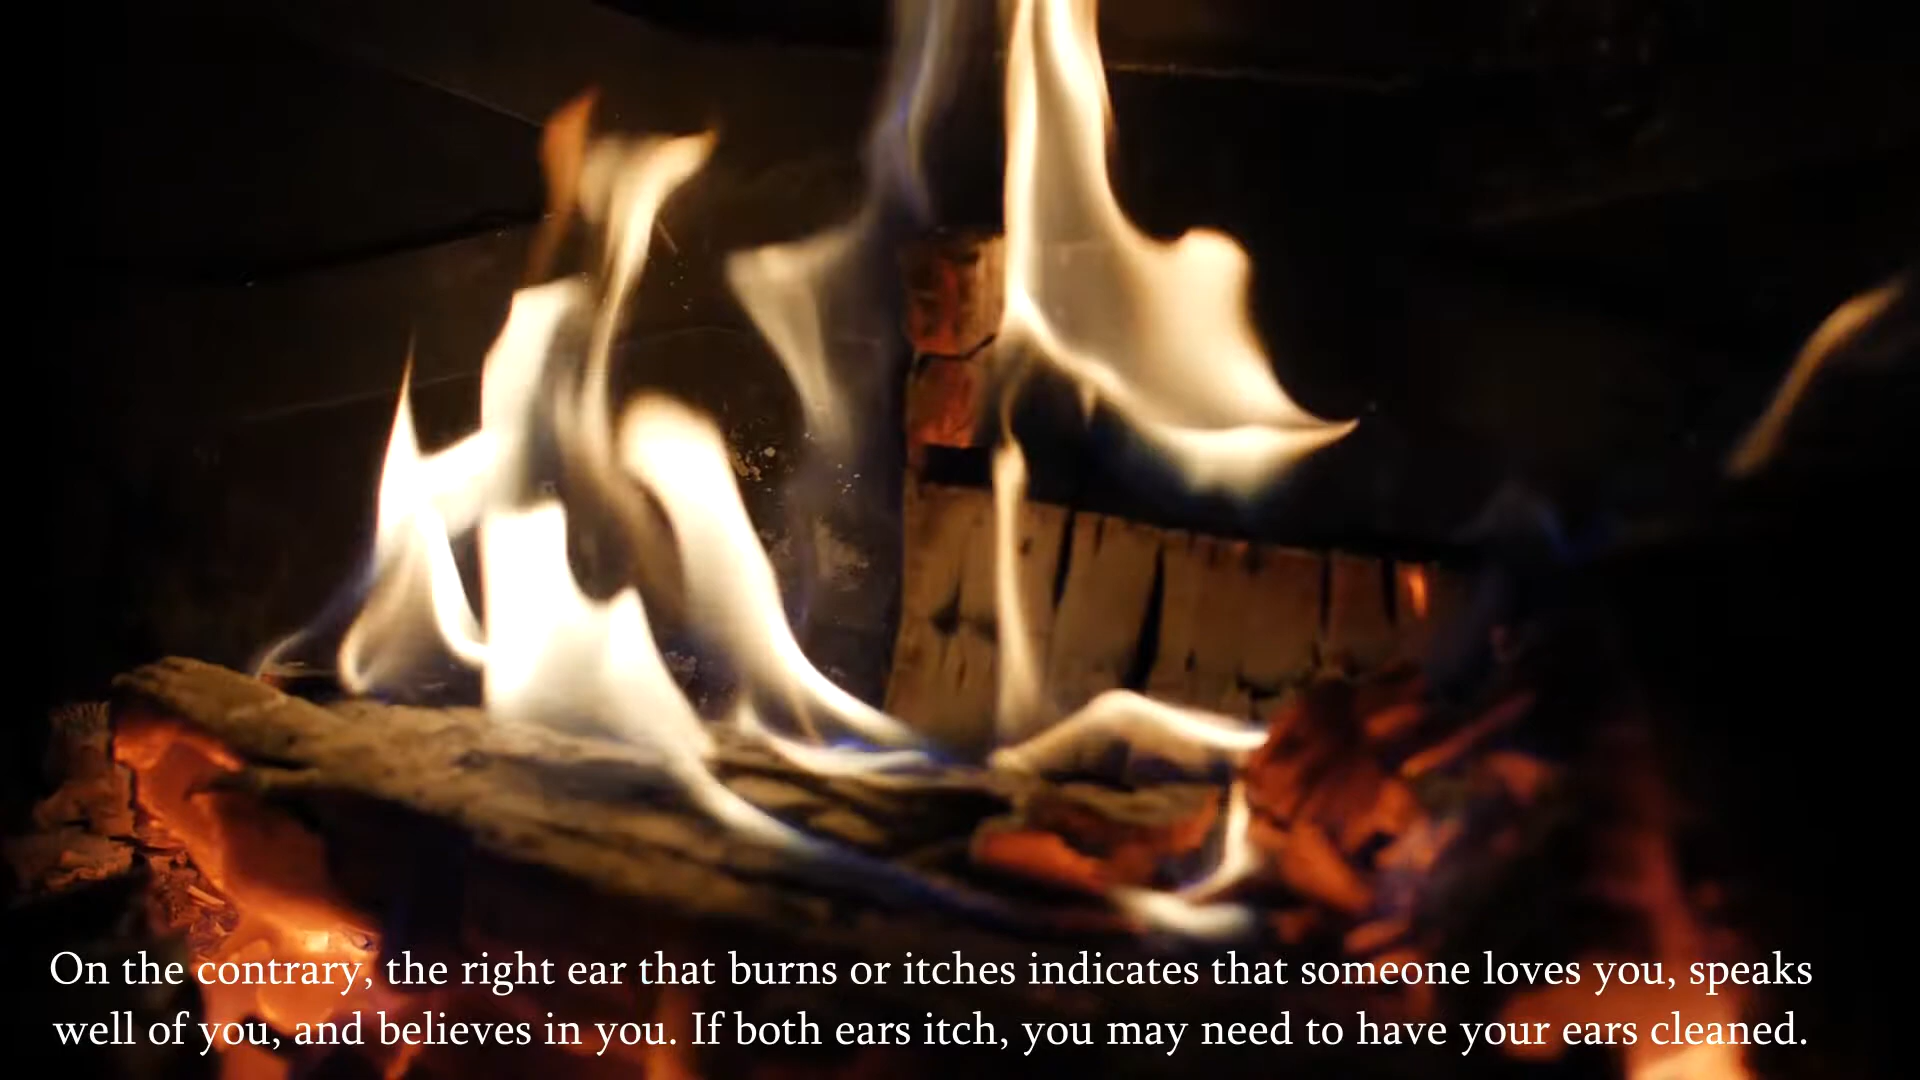 On the contrary, the right ear that burns or itches indicates that someone loves you, speaks
well of you, and believes in you. If both ears itch, you may need to have your ears cleaned.